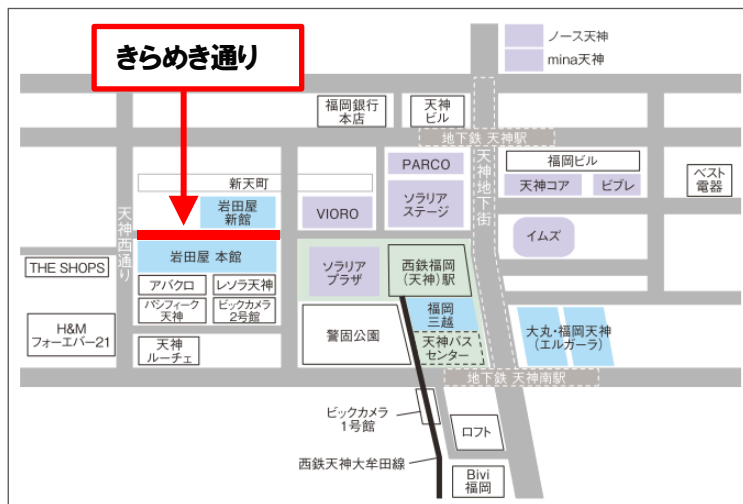 ノース天神
mina天神
きらめき通り
福岡銀行
本店
天神
ビル
地下鉄 天神駅
新天町
岩田屋
新館
VIORO
PARCO
ソラリア
ステージ
天神地下街
福岡ビル
天神コア
ビブレ
ベスト
電器
イムズ
天神西通り
THE SHOPS
岩田屋 本館
アバクロ
レソラ天神
パシフィーク
天神
ビックカメラ
2号館
H&M
フォーエバー21
天神
ルーチェ
ソラリア
プラザ
西鉄福岡
(天神)駅
福岡
三越
天神バス
センター
警固公園
大丸・福岡天神
(エルガーラ)
地下鉄 天神南駅
ビックカメラ
1号館
ロフト
西鉄天神大牟田線
Bivi
福岡